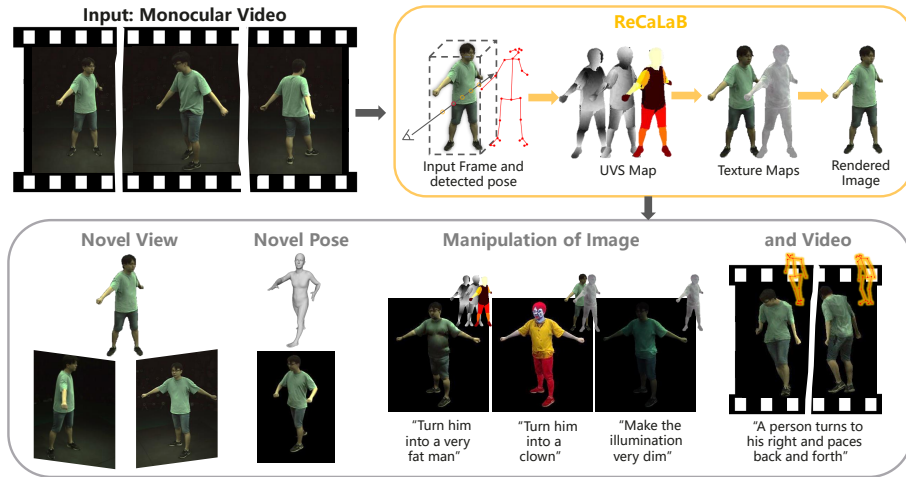 Input: Monocular Video
ReCaLaB
Input Frame and
detected pose
UVS Map
Texture Maps
Rendered
Image
Novel View
Novel Pose
Manipulation of Image
and Video
“Turn him
into a very
fat man”
“Turn him
into a
clown”
“Make the
illumination
very dim”
“A person turns to
his right and paces
back and forth”